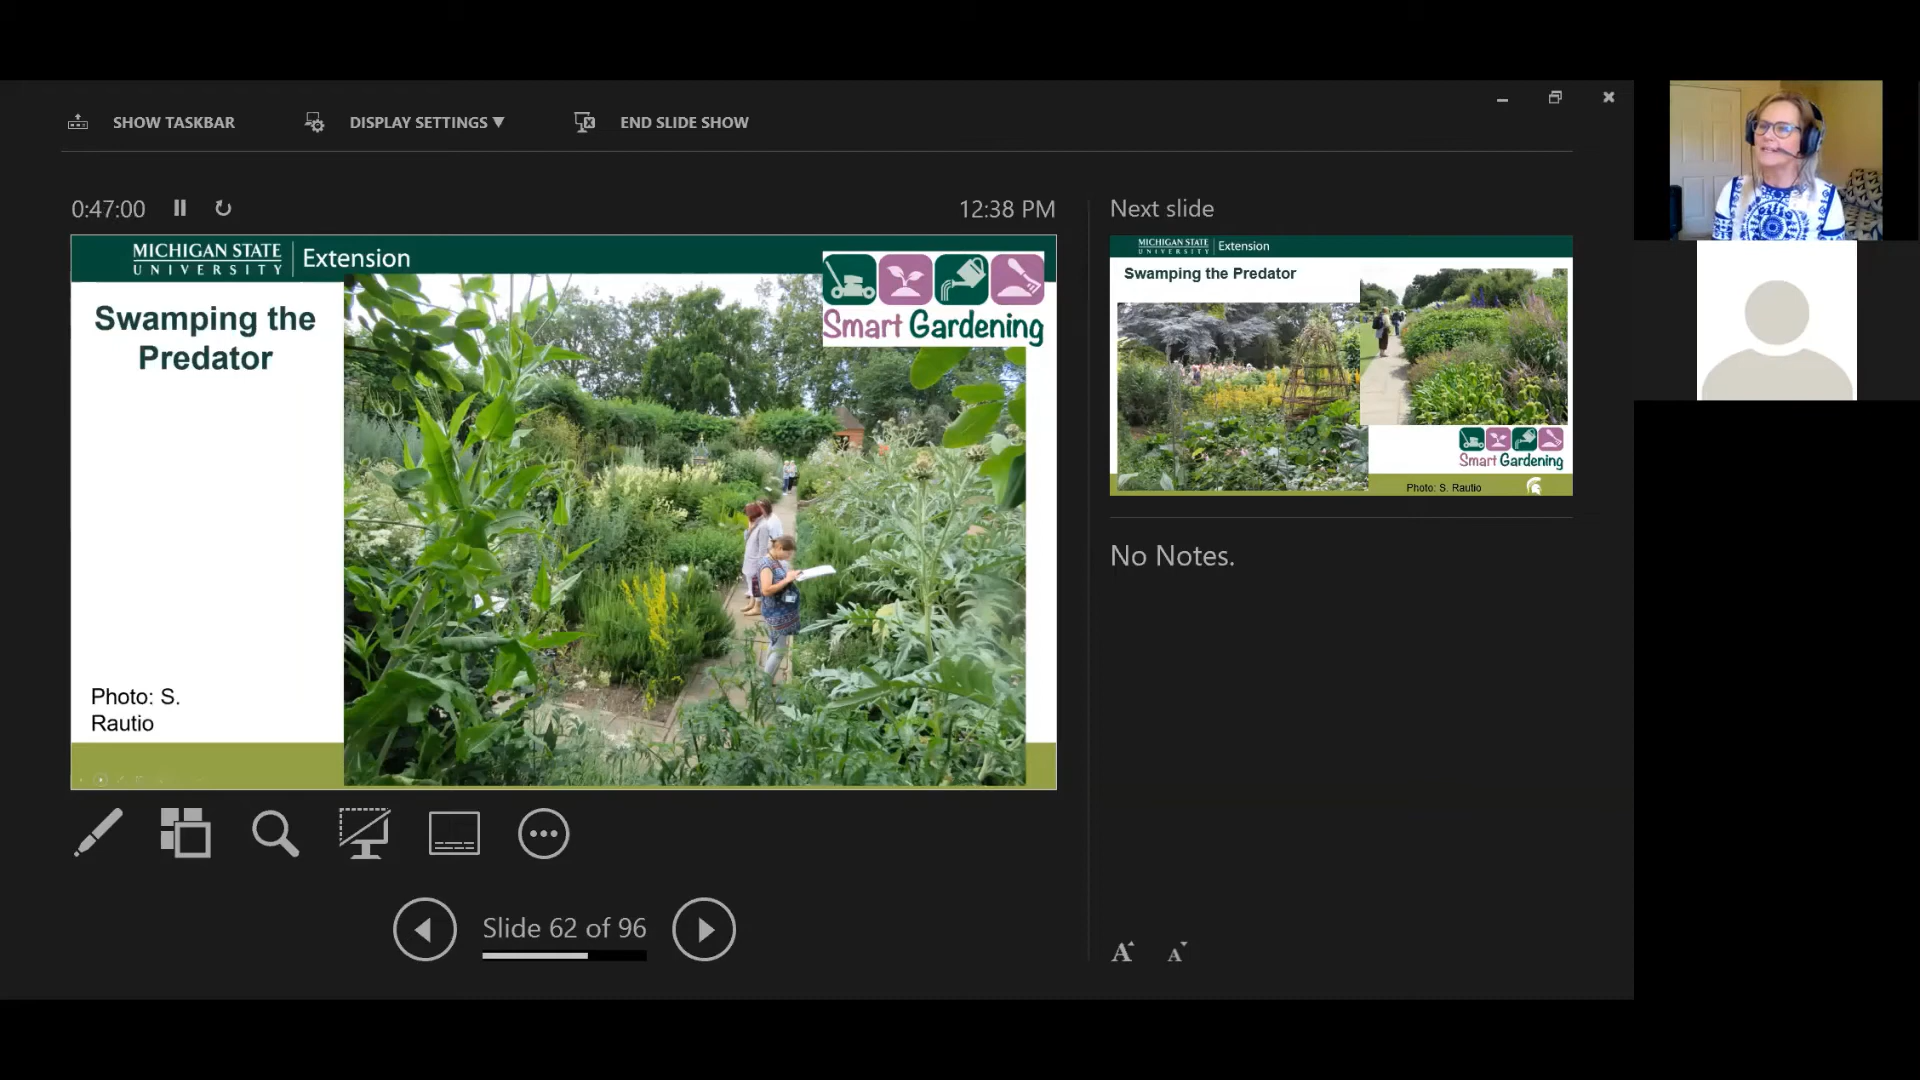 SHOW TASKBAR
DISPLAY SETTINGS ▼
END SLIDE SHOW
0:47:00
12:38 PM
MICHIGAN STATE
UNIVERSITY
Extension
Smart Gardening
Swamping the
Predator
Photo: S.
Rautio
Slide 62 of 96
Next slide
MICHIGAN STATE
UNIVERSITY
Extension
Swamping the Predator
Smart Gardening
Photo: S. Rautio
No Notes.
A A